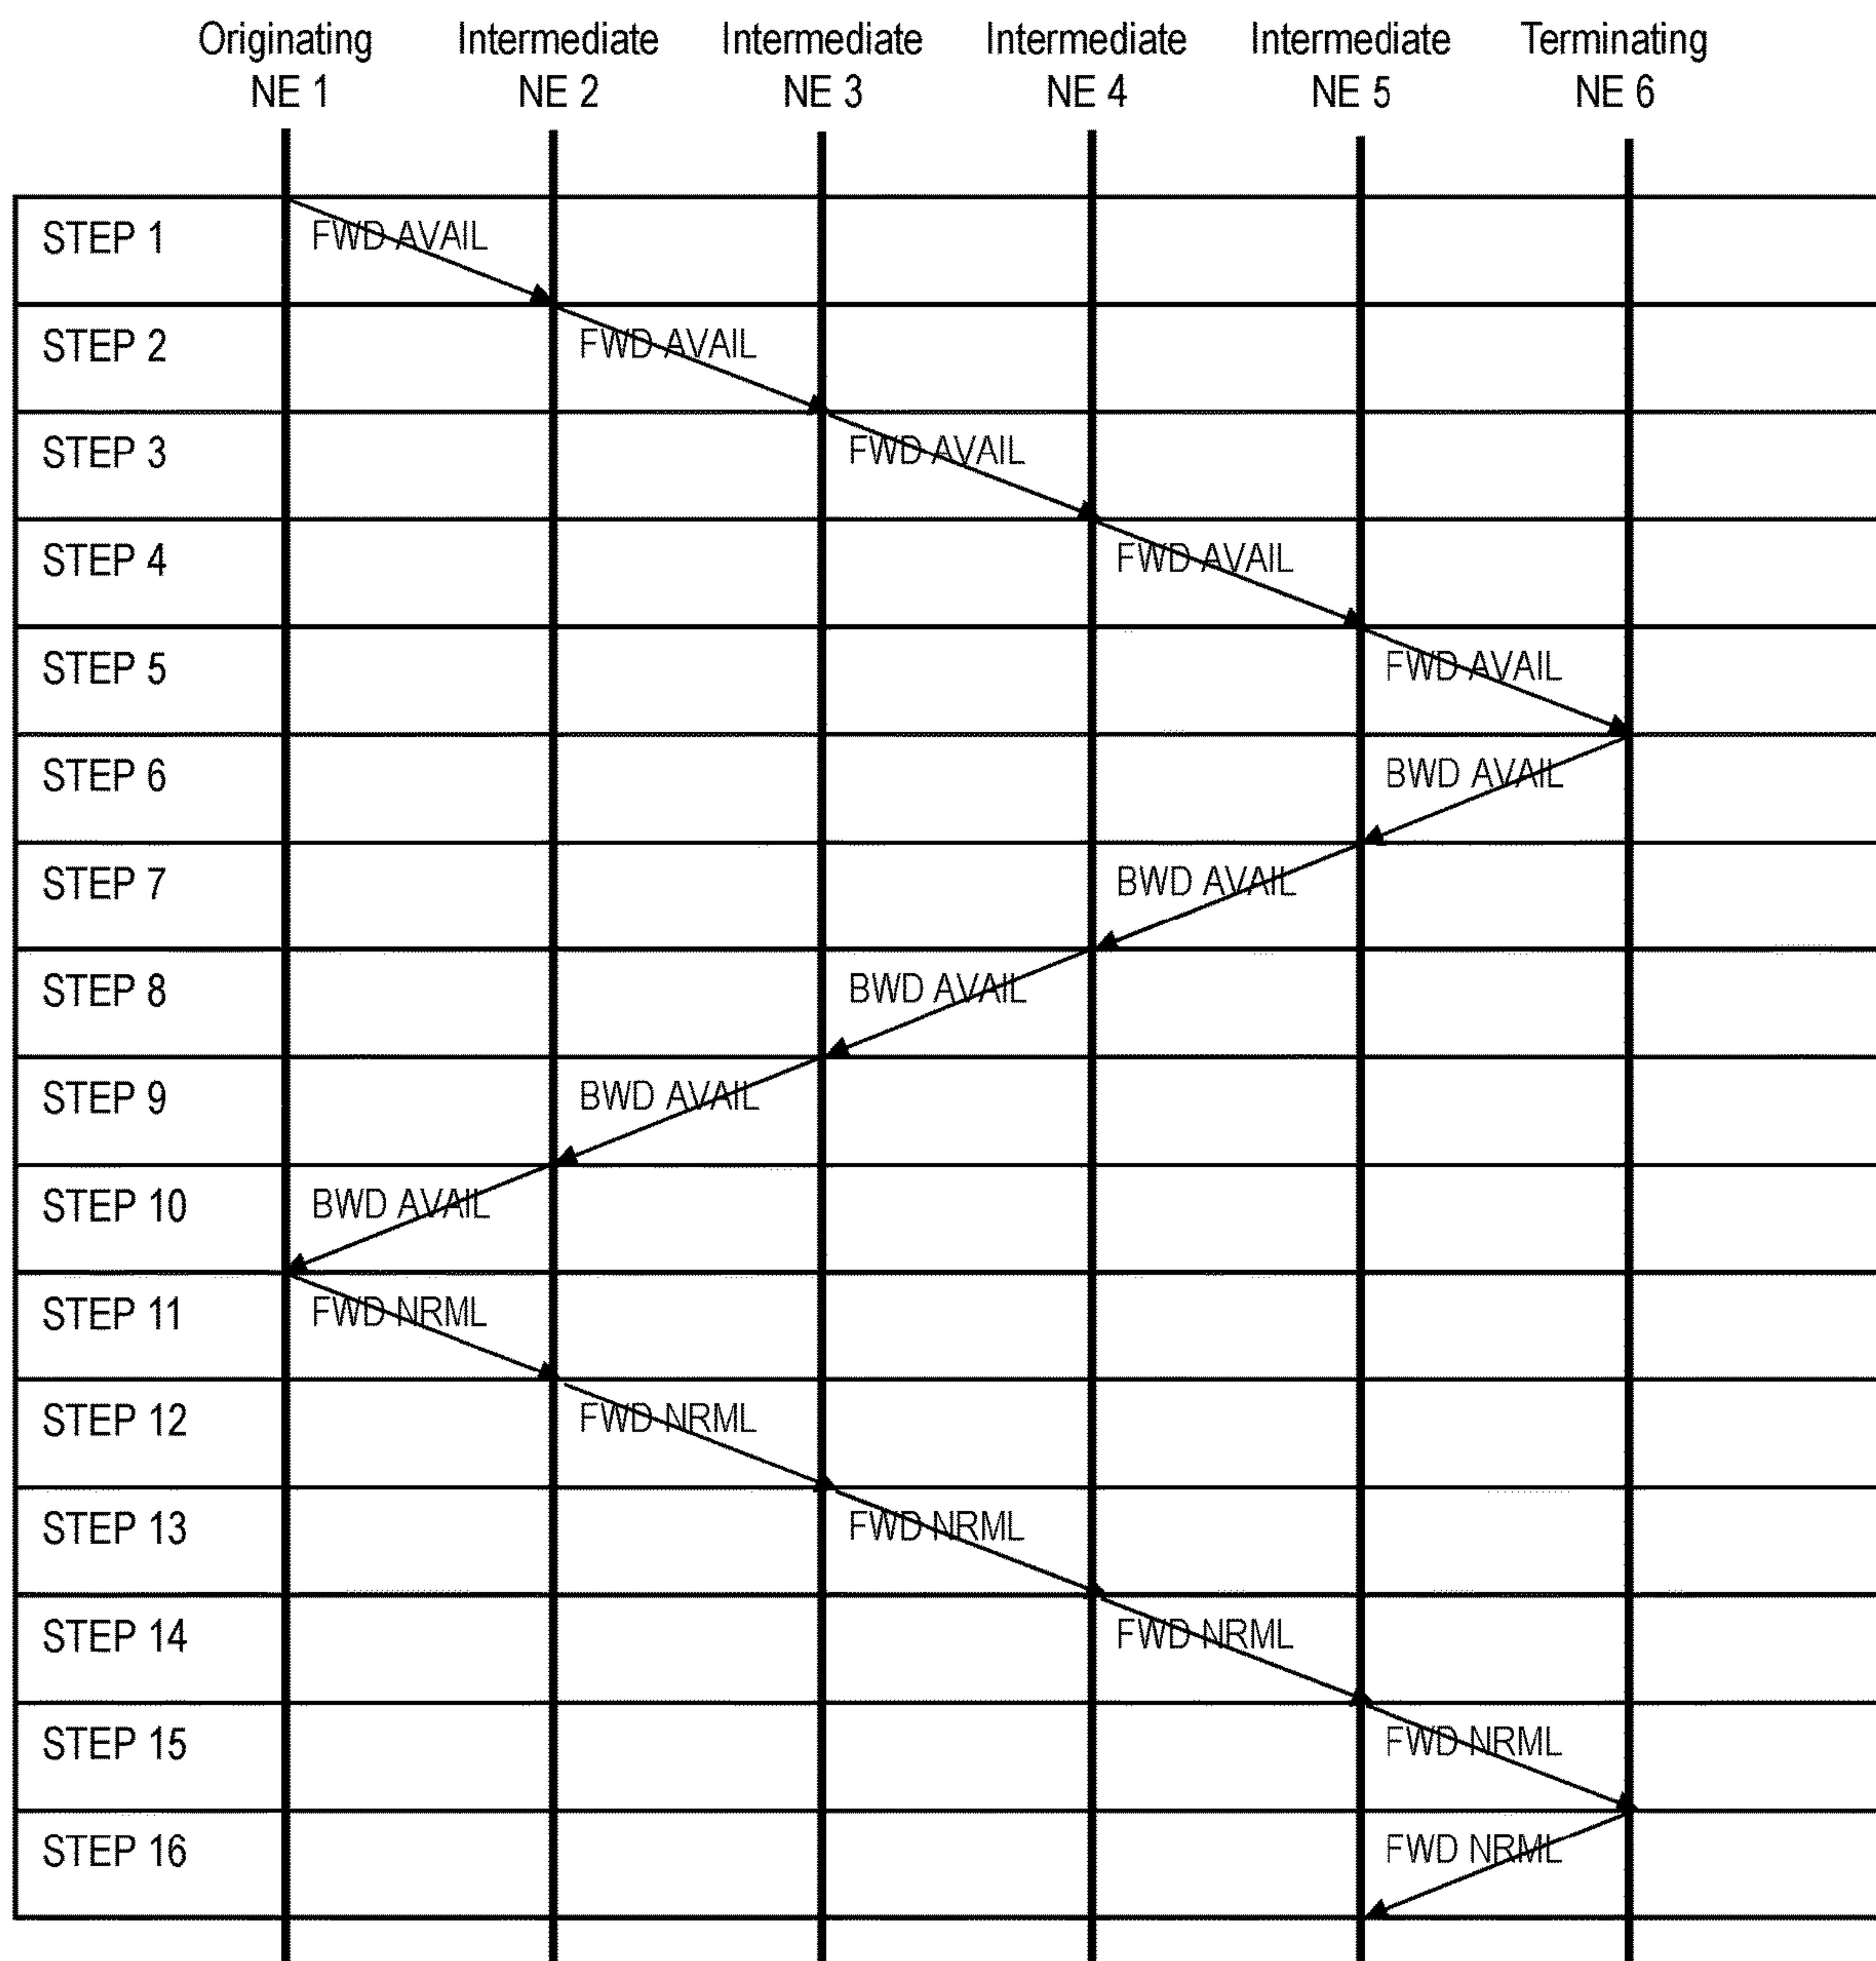 Originating Intermediate Intermediate Intermediate Intermediate Terminating
NE 1 NE 2 NE 3 NE 4 NE 5 NE 6
STEP 1 FWD AVAIL
STEP 2 FWD AVAIL
STEP 3 FWD AVAIL
STEP 4 FWD AVAIL
STEP 5 FWD AVAIL
STEP 6 BWD AVAIL
STEP 7 BWD AVAIL
STEP 8 BWD AVAIL
STEP 9 BWD AVAIL
STEP 10 BWD AVAIL
STEP 11 FWD NRML
STEP 12 FWD NRML
STEP 13 FWD NRML
STEP 14 FWD NRML
STEP 15 FWD NRML
STEP 16 FWD NRML